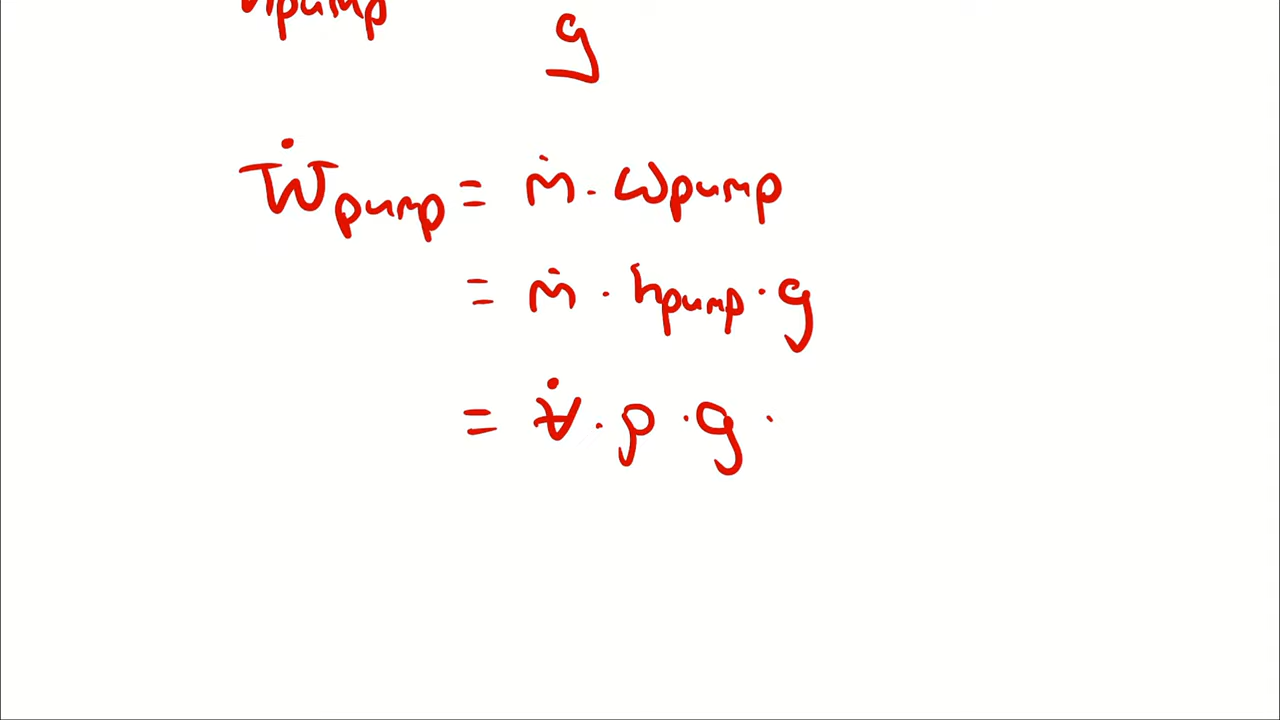 hpump g
Ẇpump = ṁ · wpump
= ṁ · hpump · g
= V̶̇ · ρ · g ·